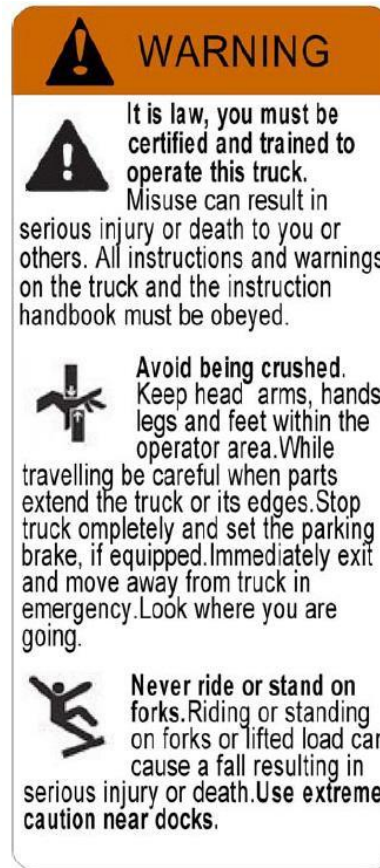 WARNING
It is law, you must be
certified and trained to
operate this truck.
Misuse can result in
serious injury or death to you or
others. All instructions and warnings
on the truck and the instruction
handbook must be obeyed.
Avoid being crushed.
Keep head arms, hands
legs and feet within the
operator area.While
travelling be careful when parts
extend the truck or its edges.Stop
truck ompletely and set the parking
brake, if equipped.Immediately exit
and move away from truck in
emergency.Look where you are
going.
Never ride or stand on
forks.Riding or standing
on forks or lifted load can
cause a fall resulting in
serious injury or death.Use extreme
caution near docks.